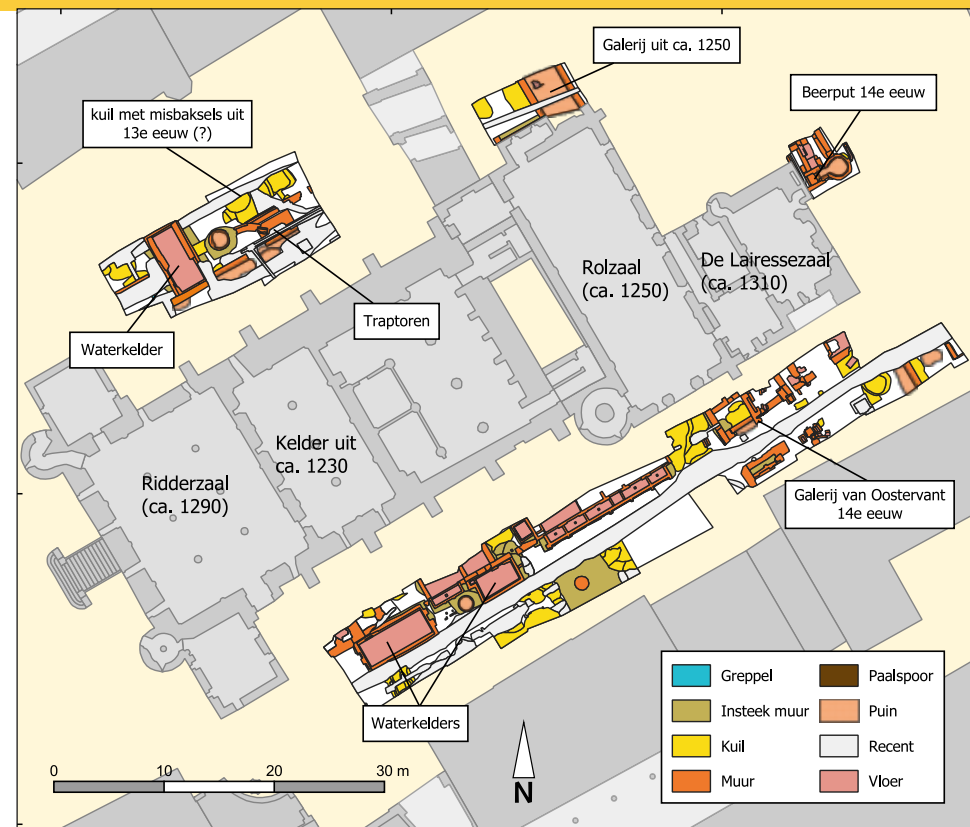 Galerij uit ca. 1250
Beerput 14e eeuw
kuil met misbaksels uit
13e eeuw (?)
Rolzaal
(ca. 1250)
De Lairessezaal
(ca. 1310)
Traptoren
Waterkelder
Kelder uit
ca. 1230
Ridderzaal
(ca. 1290)
Galerij van Oostervant
14e eeuw
Waterkelders
Greppel
Insteek muur
Kuil
Muur
Paalspoor
Puin
Recent
Vloer
0 10 20 30 m
N